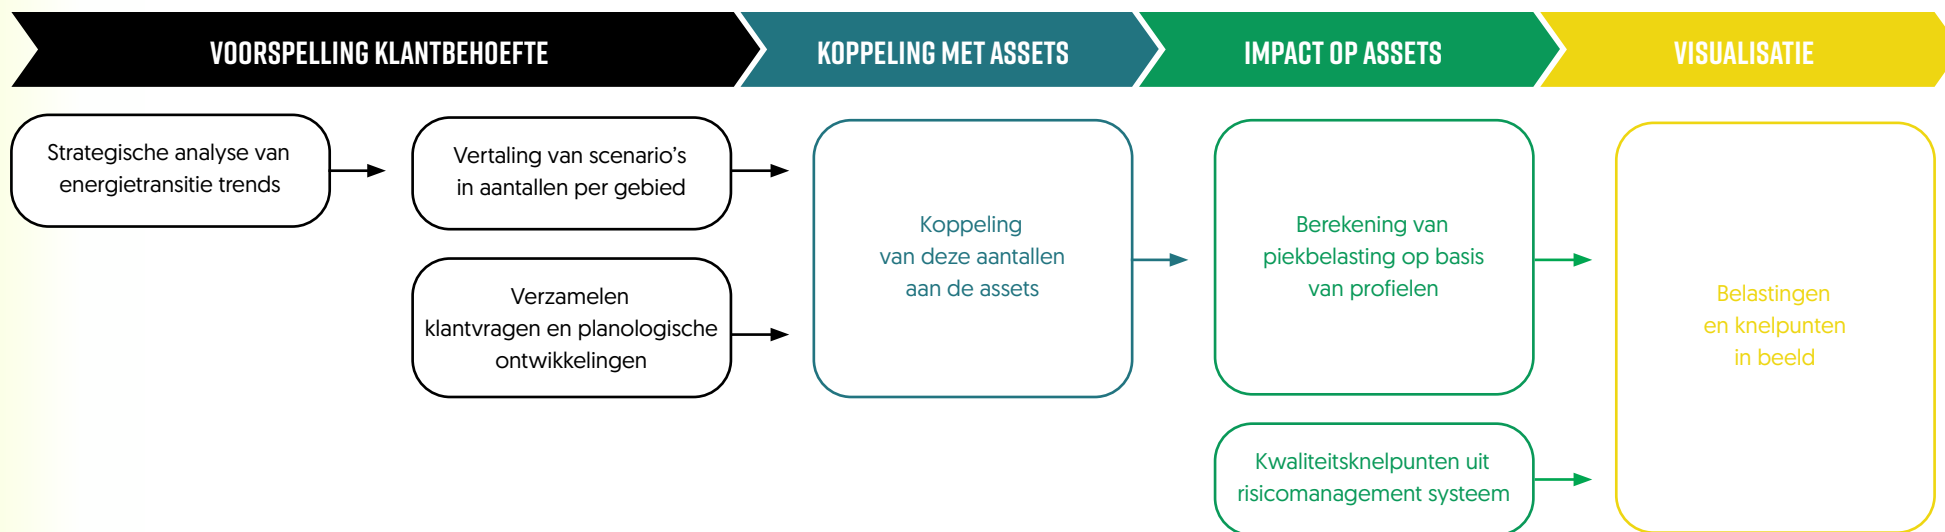 VOORSPELLING KLANTBEHOEFTE
KOPPELING MET ASSETS
IMPACT OP ASSETS
VISUALISATIE
Strategische analyse van
energietransitie trends
Vertaling van scenario's
in aantallen per gebied
Verzamelen
klantvragen en planologische
ontwikkelingen
Koppeling
van deze aantallen
aan de assets
Berekening van
piekbelasting op basis
van profielen
Kwaliteitsknelpunten uit
risicomanagement systeem
Belastingen
en knelpunten
in beeld